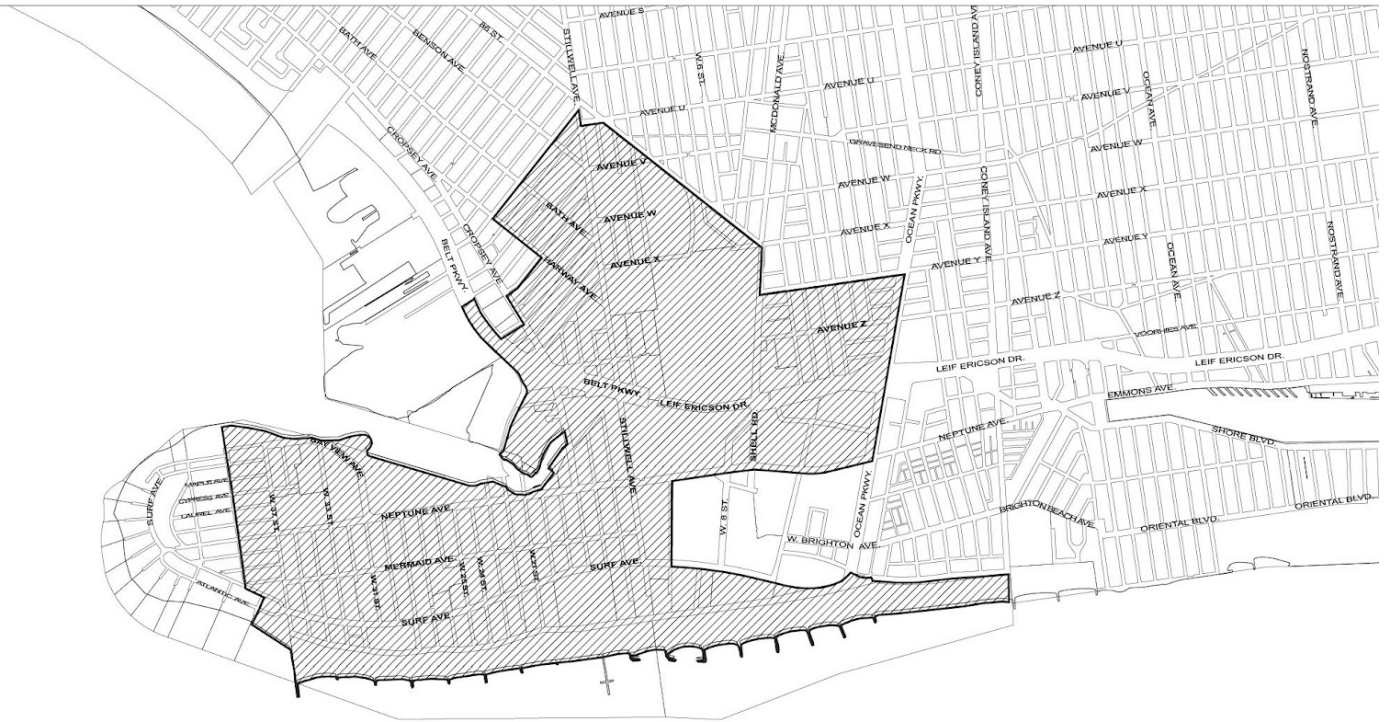 AVENUE S
BATH AVE.
BENSON AVE.
86 ST.
STILLWELL AVE.
W. 6 ST.
MCDONALD AVE.
CONEY ISLAND AV
AVENUE U
NOSTRAND AVE.
AVENUE U
AVENUE U
OCEAN AVE.
AVENUE V
CROPSEY AVE.
GRAVESEND NECK RD.
AVENUE W
AVENUE V
AVENUE W
CONEY ISLAND AVE.
AVENUE X
BATH AVE.
AVENUE W
OCEAN PKWY.
AVENUE X
AVENUE Y
NOSTRAND AVE.
BELT PKWY.
CROPSEY AVE.
HARWAY AVE.
AVENUE X
AVENUE Y
OCEAN AVE.
AVENUE Z
AVENUE Z
VOORHIES AVE.
LEIF ERICSON DR.
LEIF ERICSON DR.
BELT PKWY
LEIF ERICSON DR.
EMMONS AVE.
STILLWELL AVE.
SHELL RD
NEPTUNE AVE.
SHORE BLVD.
BAY VIEW AVE.
SURF AVE.
MAPLE AVE.
CYPRESS AVE.
LAUREL AVE.
W. 37 ST.
W. 33 ST.
NEPTUNE AVE.
W. 8 ST.
OCEAN PKWY.
BRIGHTON BEACH AVE.
ORIENTAL BLVD.
ORIENTAL BLVD.
W. BRIGHTON AVE.
MERMAID AVE.
SURF AVE.
ATLANTIC AVE.
W. 31 ST.
W. 25 ST.
W. 24 ST.
W. 21 ST.
SURF AVE.